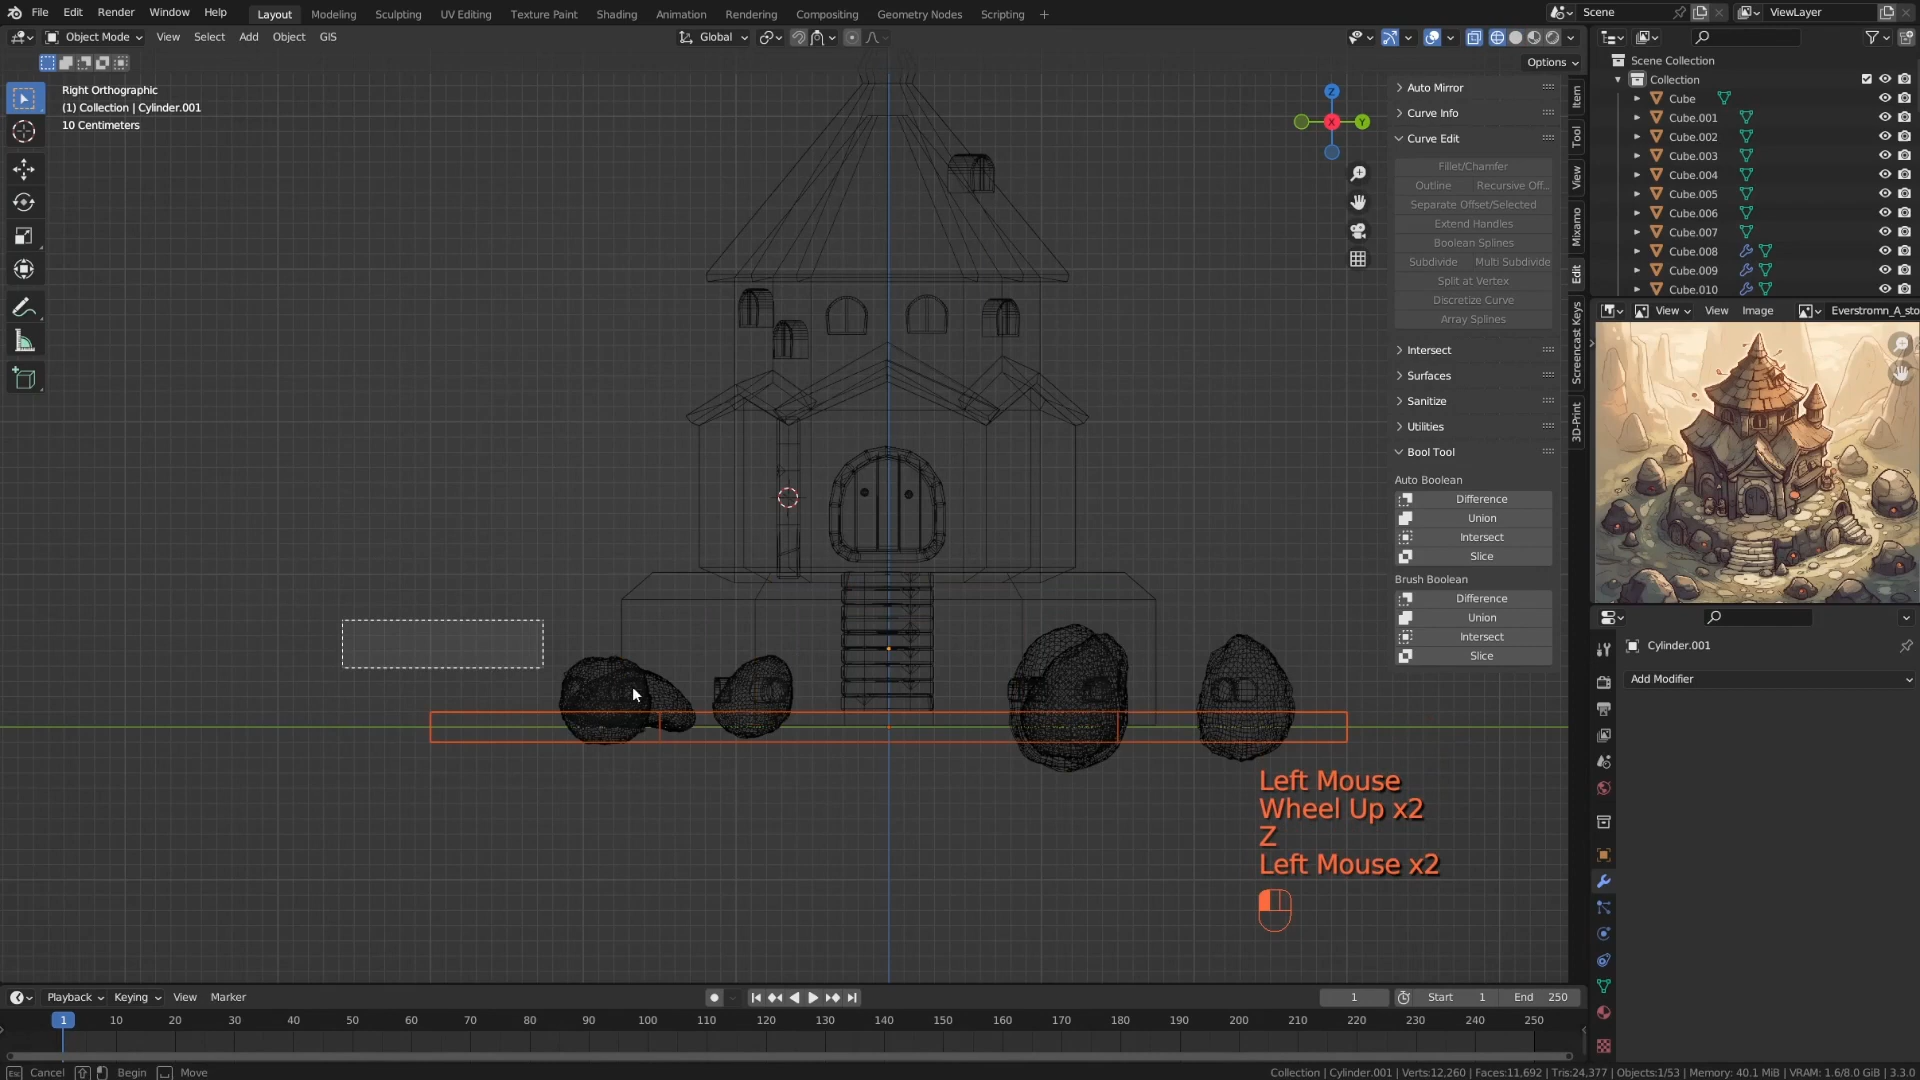 File Edit Render Window Help Layout Modeling Sculpting UV Editing Texture Paint Shading Animation Rendering Compositing Geometry Nodes Scripting Scene ViewLayer
Object Mode View Select Add Object GIS Global
Options
Right Orthographic
(1) Collection | Cylinder.001
10 Centimeters
Z
Y
X
Auto Mirror
Curve Info
Curve Edit
Fillet/Chamfer
Outline Recursive Off...
Separate Offset/Selected
Extend Handles
Boolean Splines
Subdivide Multi Subdivide
Split at Vertex
Discretize Curve
Array Splines
Intersect
Surfaces
Sanitize
Utilities
Bool Tool
Auto Boolean
Difference
Union
Intersect
Slice
Brush Boolean
Difference
Union
Intersect
Slice
Item
Tool
View
Mixamo
Edit
Screencast Keys
3D-Print
Scene Collection
Collection
Cube
Cube.001
Cube.002
Cube.003
Cube.004
Cube.005
Cube.006
Cube.007
Cube.008
Cube.009
Cube.010
View View Image Everstromn_A_sto
Cylinder.001
Add Modifier
Left Mouse
Wheel Up x2
Z
Left Mouse x2
Playback Keying View Marker 1 Start 1 End 250
1 10 20 30 40 50 60 70 80 90 100 110 120 130 140 150 160 170 180 190 200 210 220 230 240 250
Esc Cancel Begin Move Collection | Cylinder.001 | Verts:12,260 | Faces:11,692 | Tris:24,377 | Objects:1/53 | Memory: 40.1 MiB | VRAM: 1.6/8.0 GiB | 3.3.0